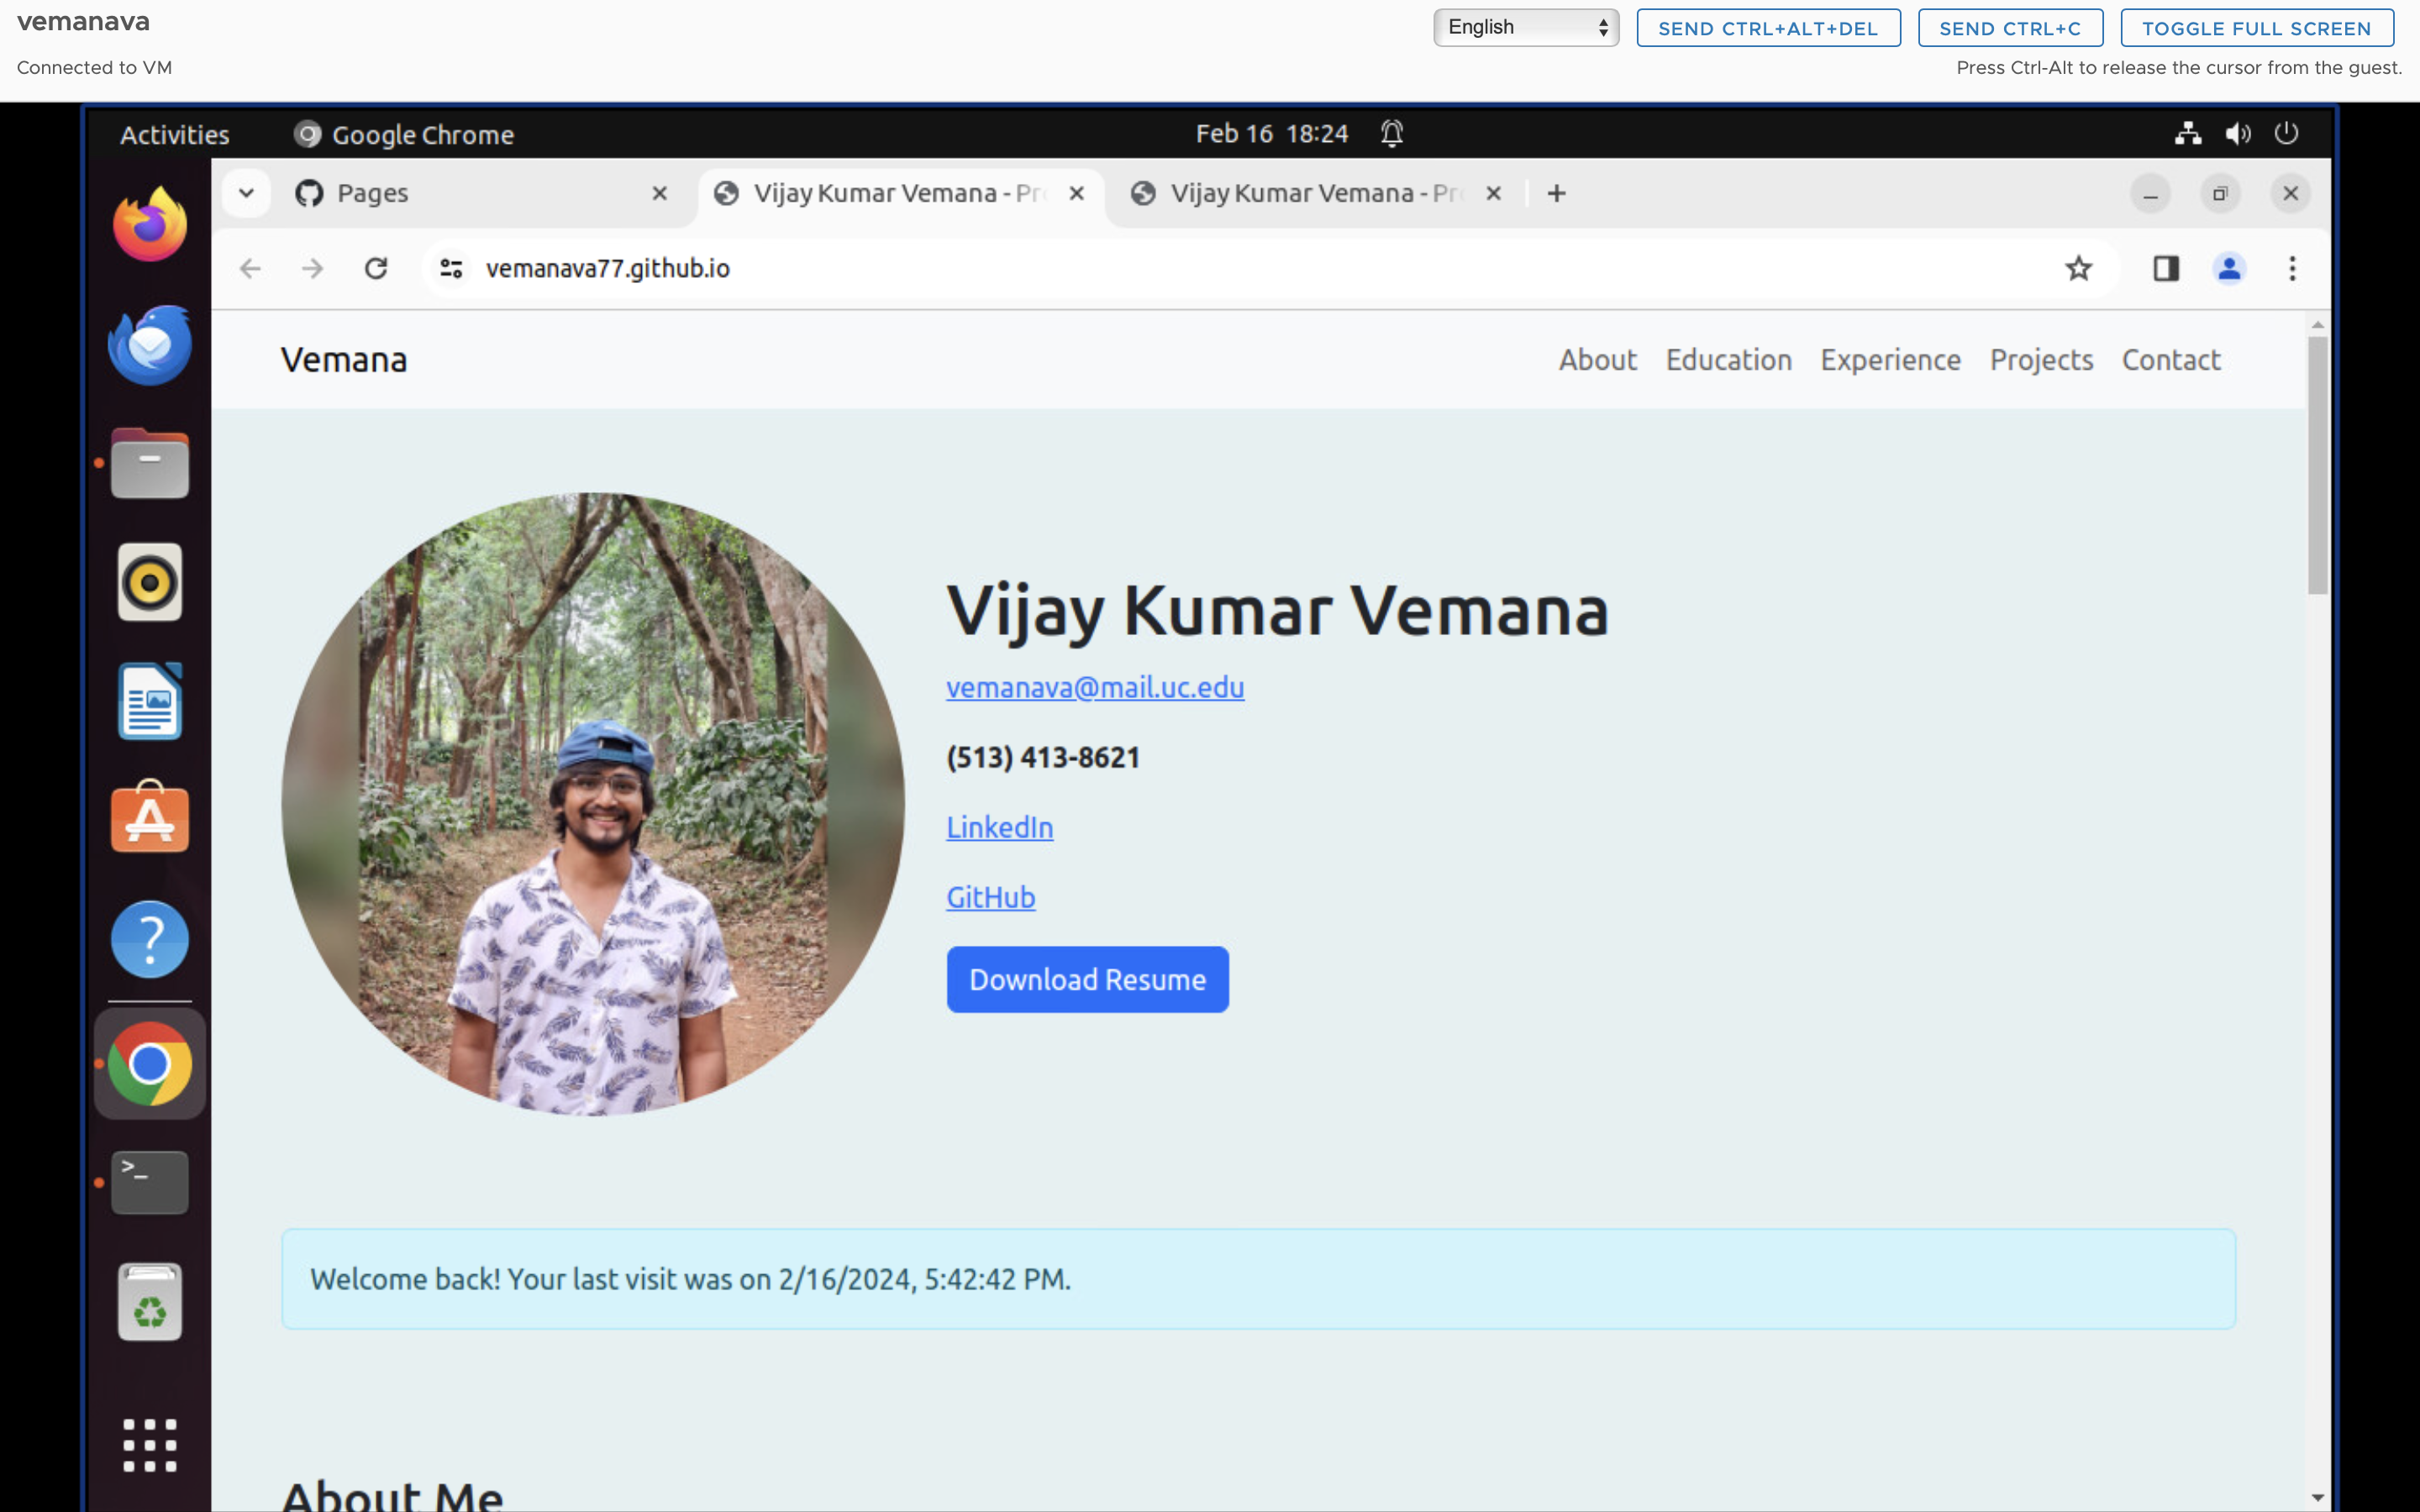 vemanava
English
SEND CTRL+ALT+DEL
SEND CTRL+C
TOGGLE FULL SCREEN
Connected to VM
Press Ctrl-Alt to release the cursor from the guest.
Activities
Google Chrome
Feb 16 18:24
Pages
Vijay Kumar Vemana - Pr
Vijay Kumar Vemana - Pr
vemanava77.github.io
Vemana
About
Education
Experience
Projects
Contact
Vijay Kumar Vemana
vemanava@mail.uc.edu
(513) 413-8621
LinkedIn
GitHub
Download Resume
Welcome back! Your last visit was on 2/16/2024, 5:42:42 PM.
About Me